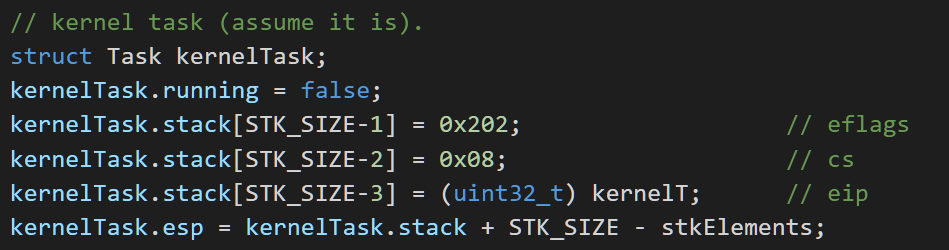 // kernel task (assume it is).
struct Task kernelTask;
kernelTask.running = false;
kernelTask.stack[STK_SIZE-1] = 0x202; // eflags
kernelTask.stack[STK_SIZE-2] = 0x08; // cs
kernelTask.stack[STK_SIZE-3] = (uint32_t) kernelT; // eip
kernelTask.esp = kernelTask.stack + STK_SIZE - stkElements;